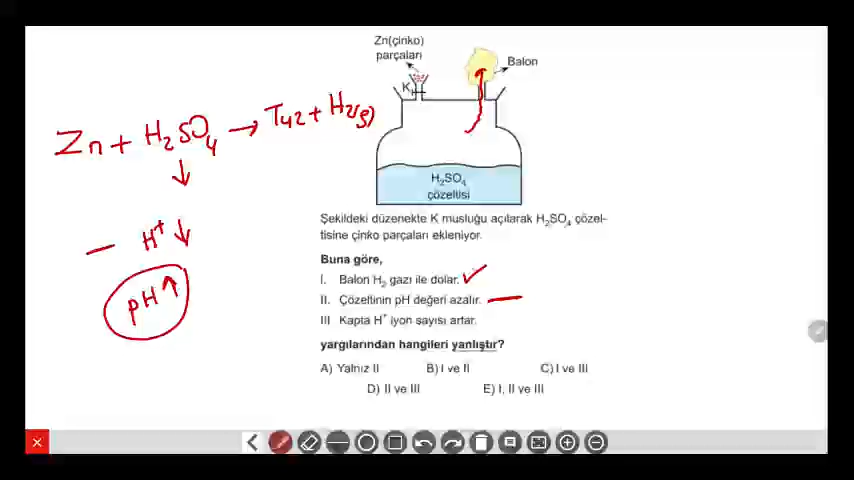 Zn(çinko)
parçaları
Balon
K
Zn + H₂SO₄ → Tuz + H₂(g)
↓
H₂SO₄
çözeltisi
— H⁺ ↓
pH ↑
Şekildeki düzenekte K musluğu açılarak H₂SO₄ çözel-
tisine çinko parçaları ekleniyor.
Buna göre,
I. Balon H₂ gazı ile dolar. ✓
II. Çözeltinin pH değeri azalır. —
III Kapta H⁺ iyon sayısı artar.
yargılarından hangileri yanlıştır?
A) Yalnız II B) I ve II C) I ve III
D) II ve III E) I, II ve III